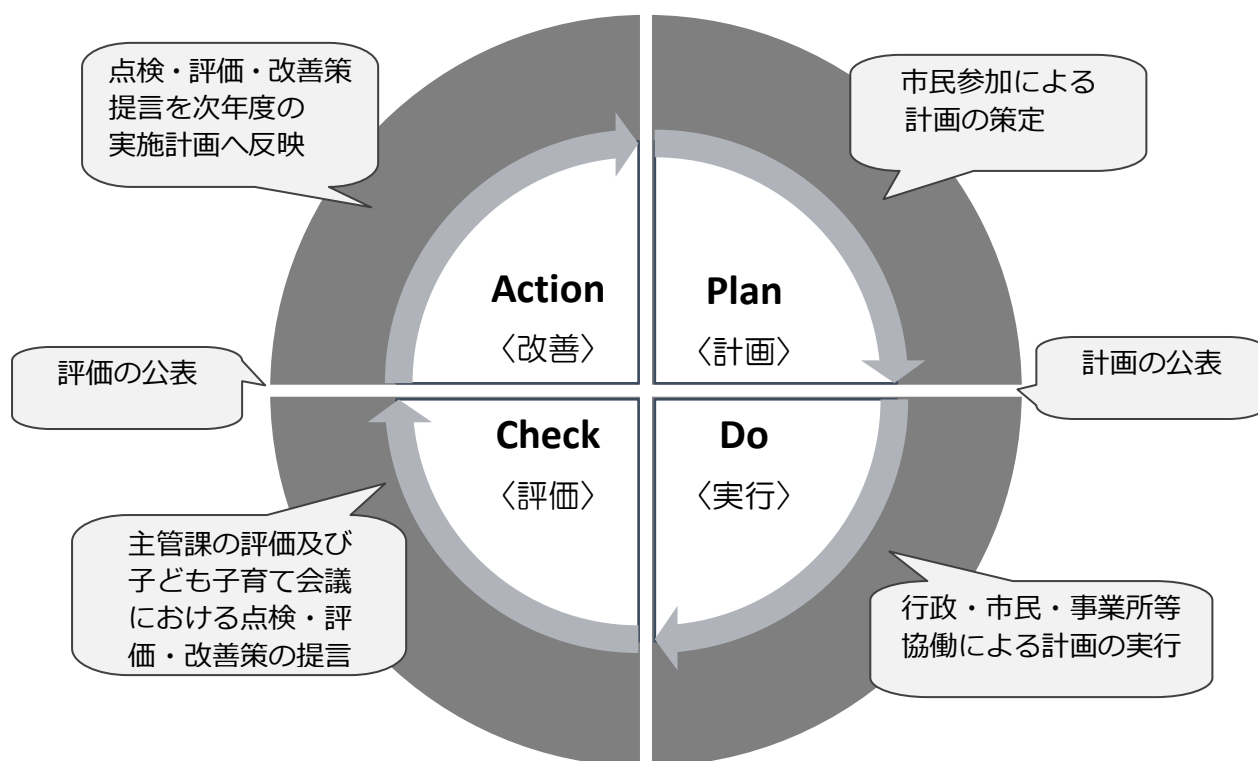 点検・評価・改善策
提言を次年度の
実施計画へ反映
市民参加による
計画の策定
Action
〈改善〉
Plan
〈計画〉
評価の公表
計画の公表
Check
〈評価〉
Do
〈実行〉
主管課の評価及び
子ども子育て会議
における点検・評
価・改善策の提言
行政・市民・事業所等
協働による計画の実行